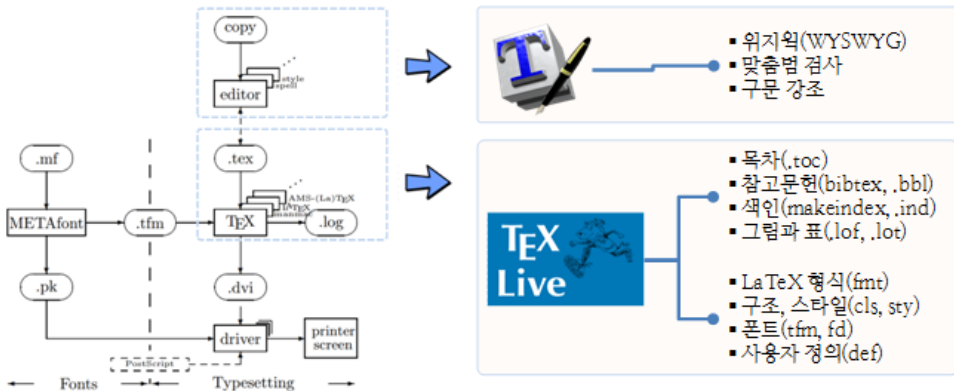 copy
style
spell
editor
.mf
.tex
AMS-(La)TeX
LaTeX
manmac
METAfont
.tfm
TEX
.log
.pk
.dvi
driver
printer
screen
PostScript
Fonts
Typesetting
T
▪ 위지윅(WYSWYG)
▪ 맞춤범 검사
▪ 구문 강조
TEX
Live
▪ 목차(.toc)
▪ 참고문헌(bibtex, .bbl)
▪ 색인(makeindex, .ind)
▪ 그림과 표(.lof, .lot)
▪ LaTeX 형식(fmt)
▪ 구조, 스타일(cls, sty)
▪ 폰트(tfm, fd)
▪ 사용자 정의(def)